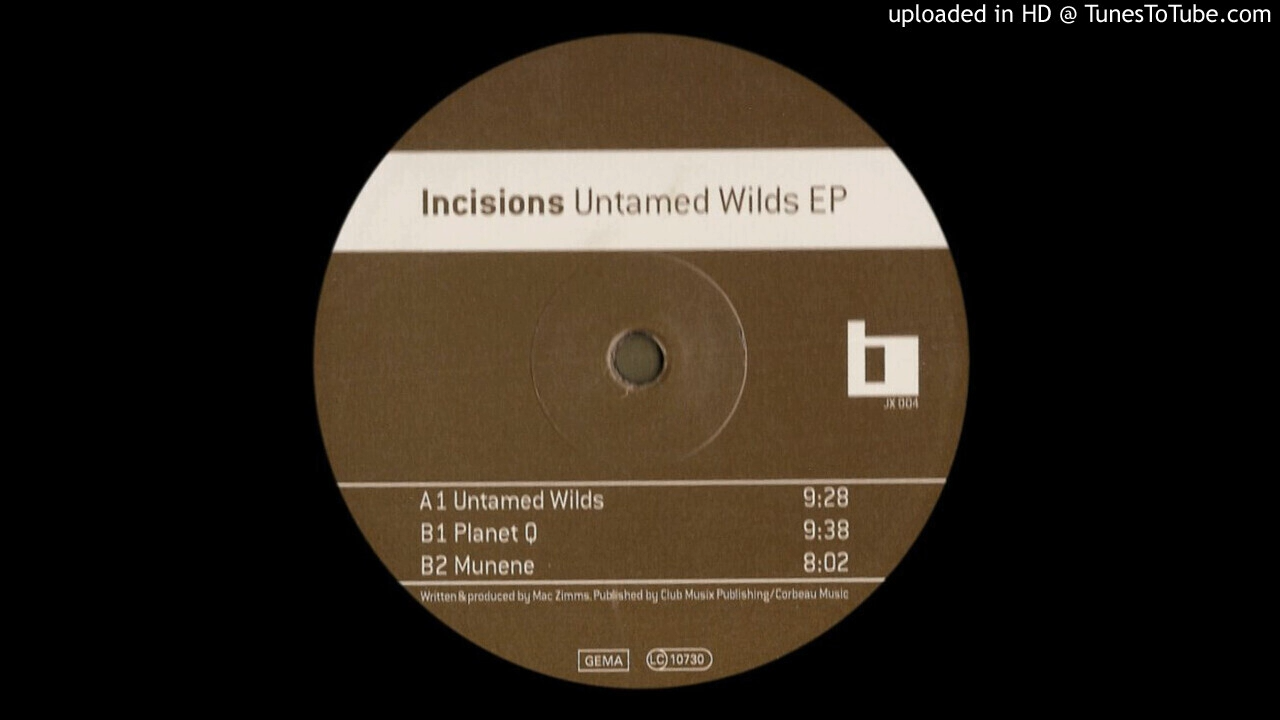 uploaded in HD @ TunesToTube.com
Incisions Untamed Wilds EP
b
JX 004
A1 Untamed Wilds 9:28
B1 Planet Q 9:38
B2 Munene 8:02
Written & produced by Mac Zimms. Published by Club Musix Publishing/Corbeau Music
GEMA LC 10730